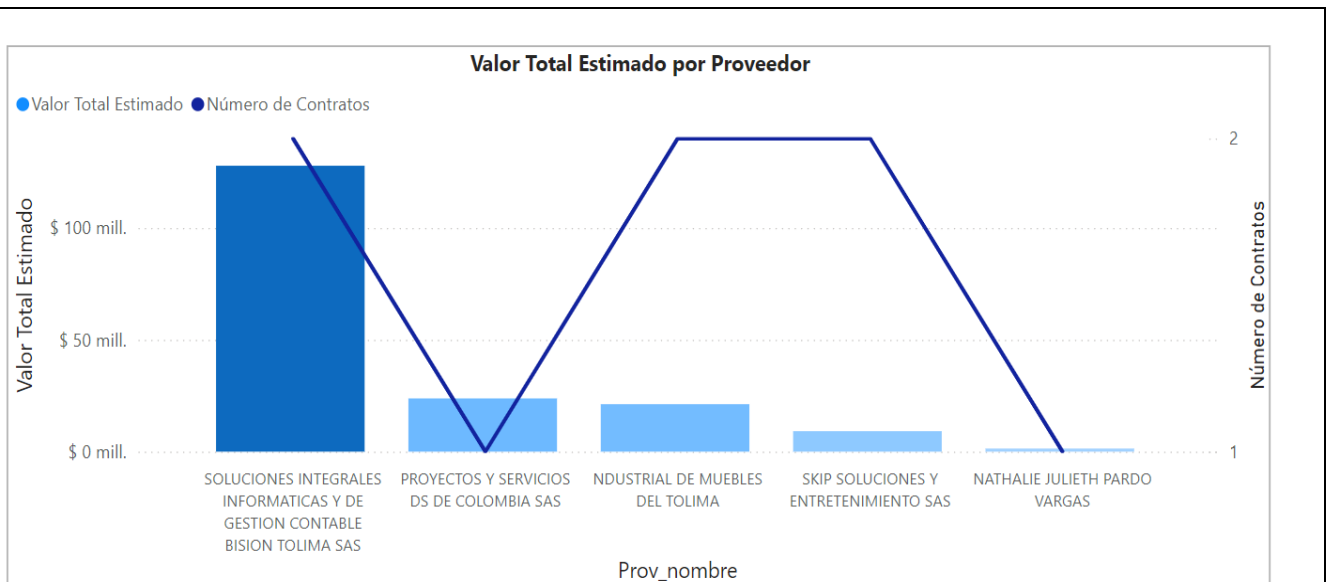 Valor Total Estimado por Proveedor
Valor Total Estimado Número de Contratos
Valor Total Estimado
$ 100 mill.
$ 50 mill.
$ 0 mill.
2
1
Número de Contratos
SOLUCIONES INTEGRALES
INFORMATICAS Y DE
GESTION CONTABLE
BISION TOLIMA SAS
PROYECTOS Y SERVICIOS
DS DE COLOMBIA SAS
NDUSTRIAL DE MUEBLES
DEL TOLIMA
SKIP SOLUCIONES Y
ENTRETENIMIENTO SAS
NATHALIE JULIETH PARDO
VARGAS
Prov_nombre